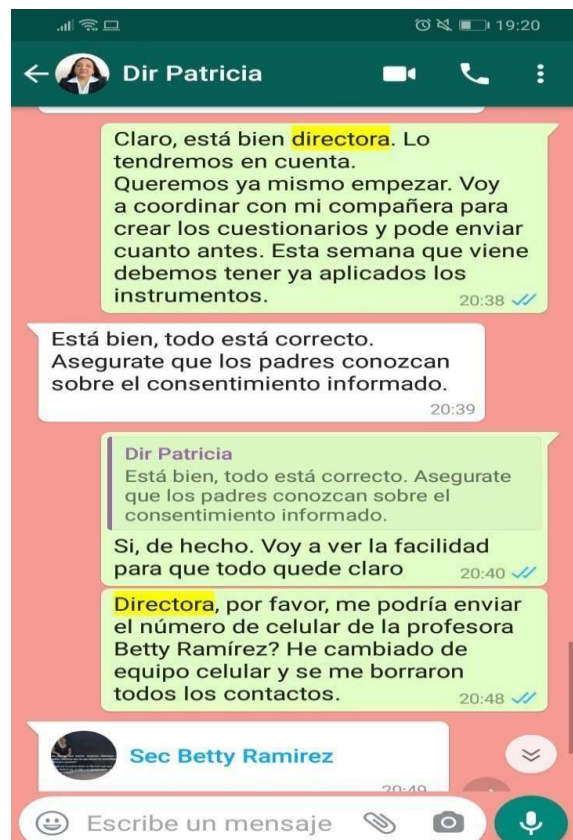 19:20
Dir Patricia
Claro, está bien directora. Lo
tendremos en cuenta.
Queremos ya mismo empezar. Voy
a coordinar con mi compañera para
crear los cuestionarios y pode enviar
cuanto antes. Esta semana que viene
debemos tener ya aplicados los
instrumentos.
20:38
Está bien, todo está correcto.
Asegurate que los padres conozcan
sobre el consentimiento informado.
20:39
Dir Patricia
Está bien, todo está correcto. Asegurate
que los padres conozcan sobre el
consentimiento informado.
Si, de hecho. Voy a ver la facilidad
para que todo quede claro
20:40
Directora, por favor, me podría enviar
el número de celular de la profesora
Betty Ramírez? He cambiado de
equipo celular y se me borraron
todos los contactos.
20:48
Sec Betty Ramirez
20:49
Escribe un mensaje